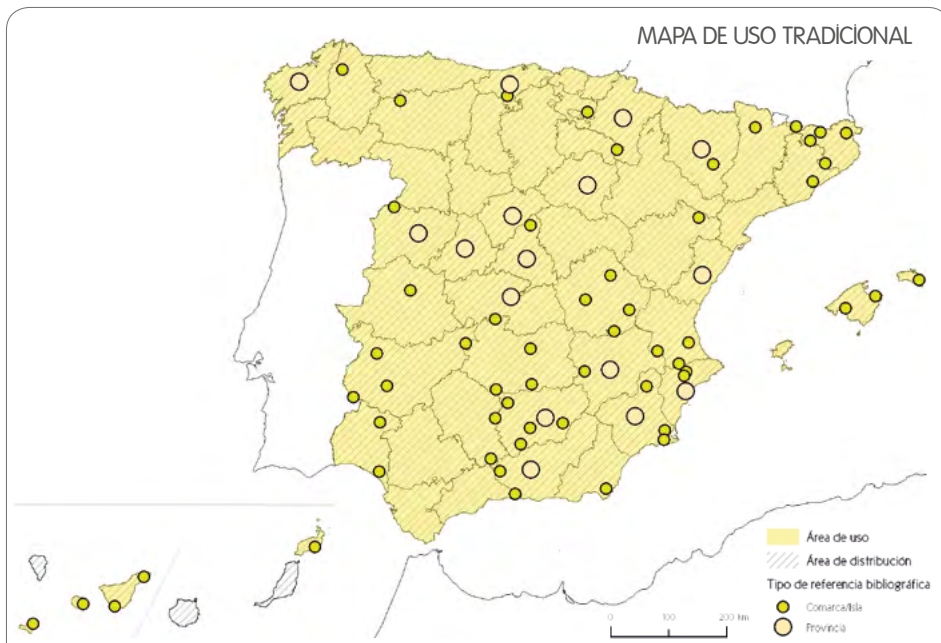 MAPA DE USO TRADICIONAL
Área de uso
Área de distribución
Tipo de referencia bibliográfica
Comarca/Isla
Provincia
0 100 200 km